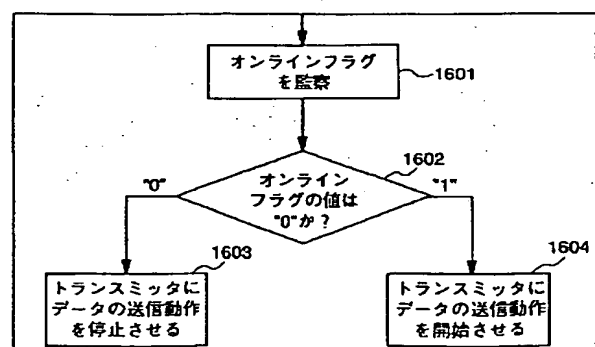 オンラインフラグ
を監察
1601
1602
"0"
オンライン
フラグの値は
"0"か？
"1"
1603
トランスミッタに
データの送信動作
を停止させる
1604
トランスミッタに
データの送信動作
を開始させる